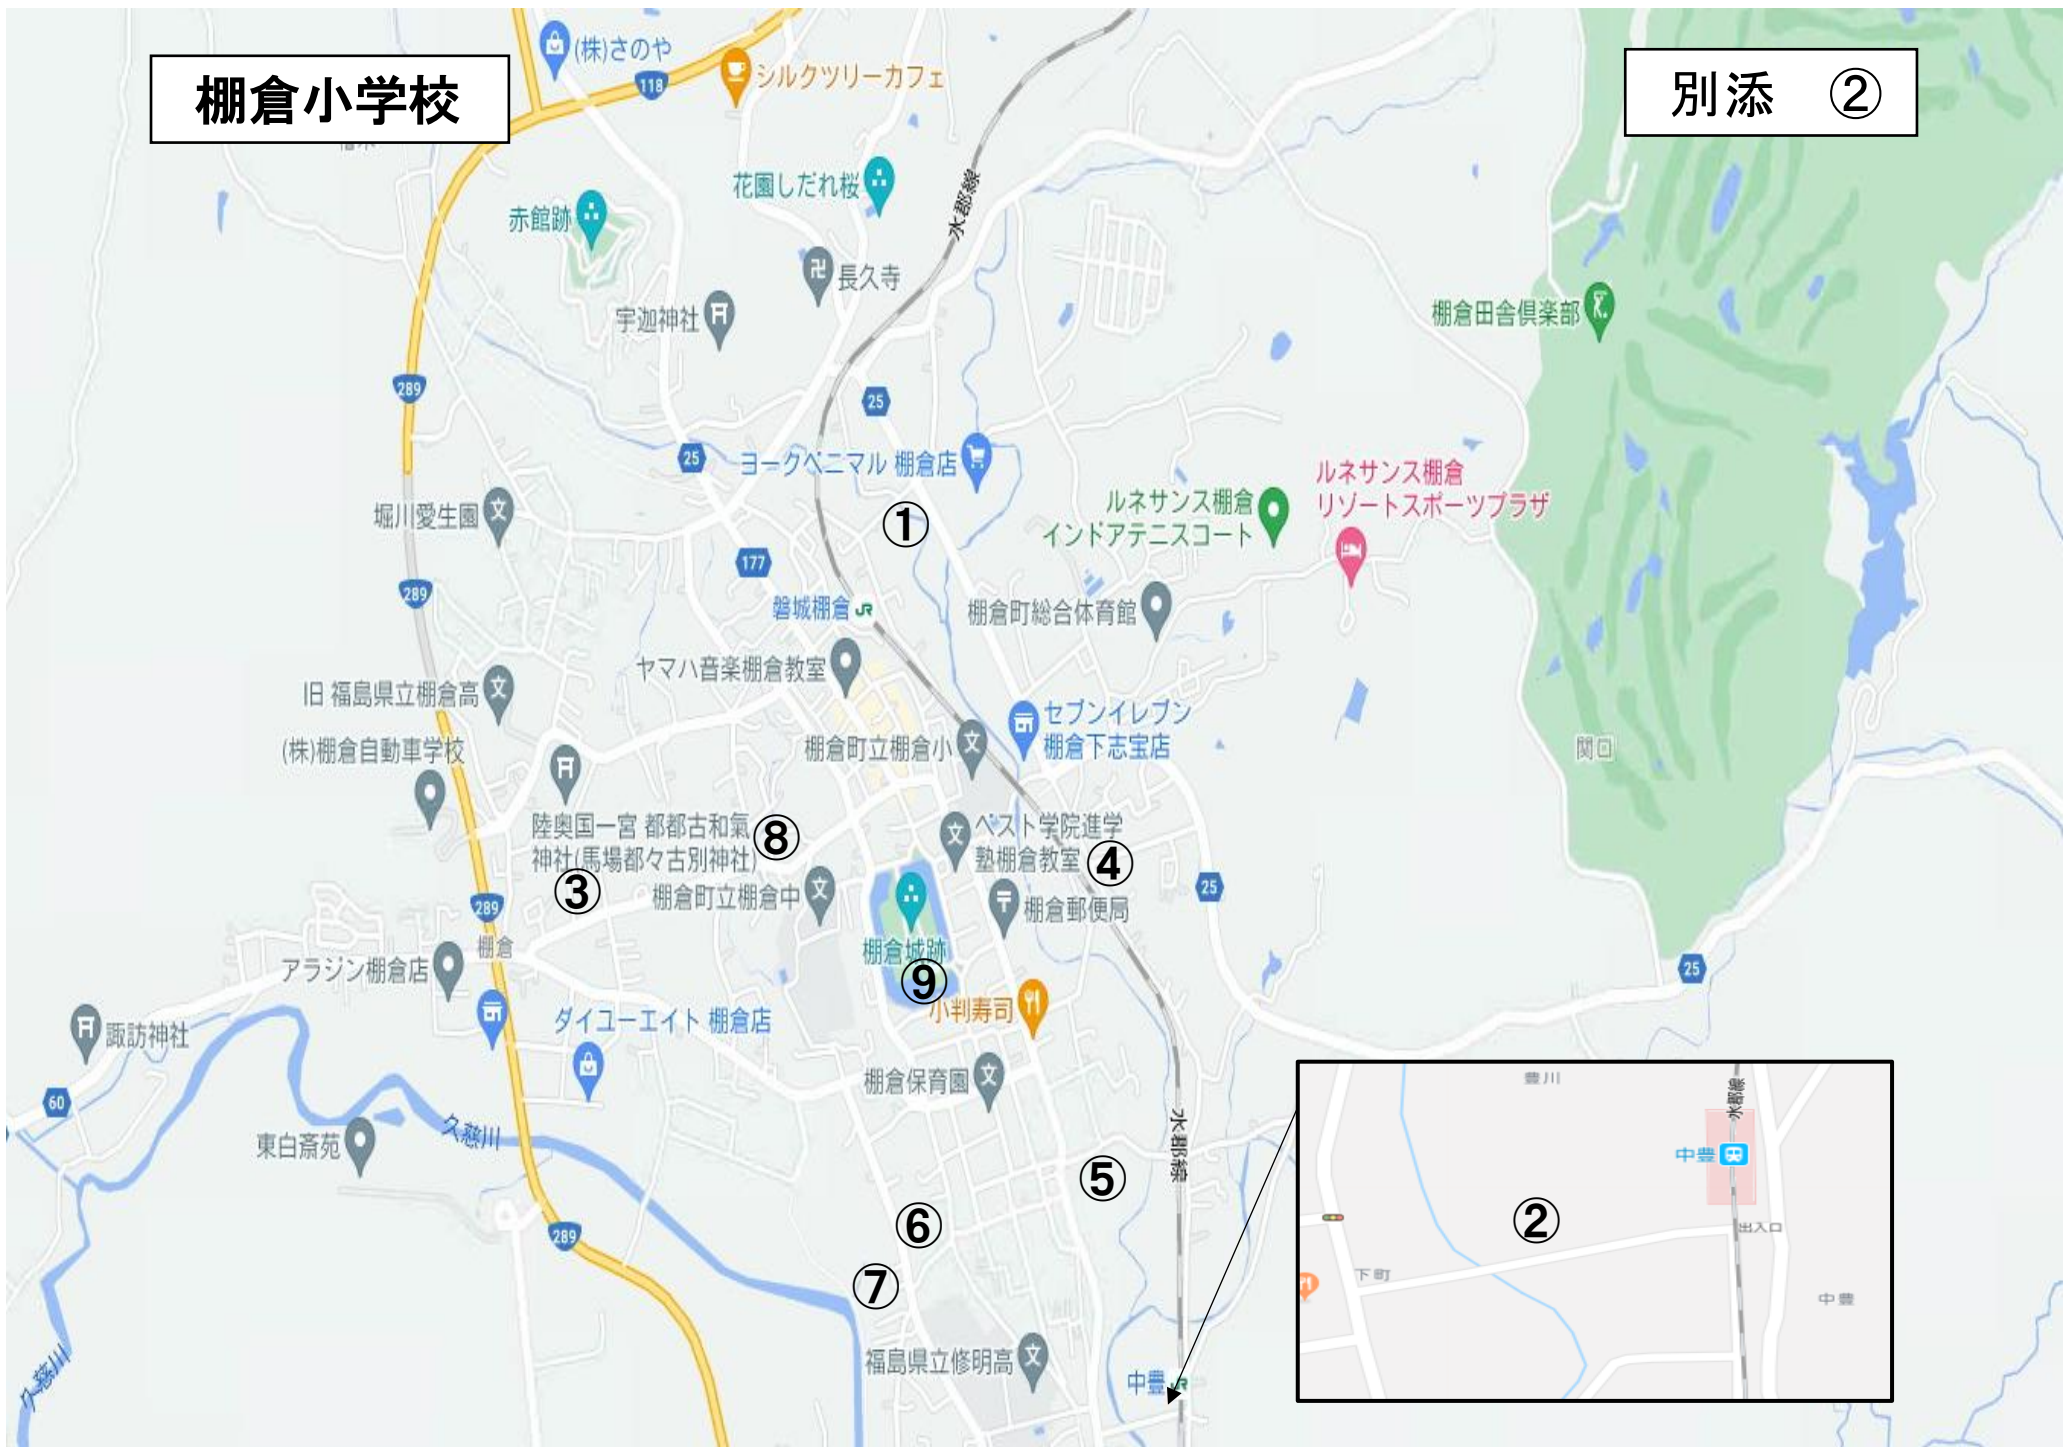 棚倉小学校
別添　②
(株)さのや
118
シルクツリーカフェ
花園しだれ桜
水郡線
赤館跡
長久寺
宇迦神社
棚倉田舎倶楽部
289
25
25
ヨークベニマル 棚倉店
ルネサンス棚倉
リゾートスポーツプラザ
ルネサンス棚倉
インドアテニスコート
堀川愛生園
①
177
289
磐城棚倉
JR
棚倉町総合体育館
ヤマハ音楽棚倉教室
旧 福島県立棚倉高
セブンイレブン
棚倉下志宝店
棚倉町立棚倉小
(株)棚倉自動車学校
関口
陸奥国一宮 都都古和氣
神社(馬場都々古別神社)
⑧
ベスト学院進学
塾棚倉教室
④
③
棚倉町立棚倉中
25
289
棚倉郵便局
棚倉
棚倉城跡
⑨
アラジン棚倉店
25
小判寿司
ダイユーエイト 棚倉店
諏訪神社
棚倉保育園
60
久慈川
東白斎苑
水郡線
⑤
⑥
289
⑦
福島県立修明高
中豊
JR
久慈川
豊川
水郡線
中豊
②
出入口
下町
中豊